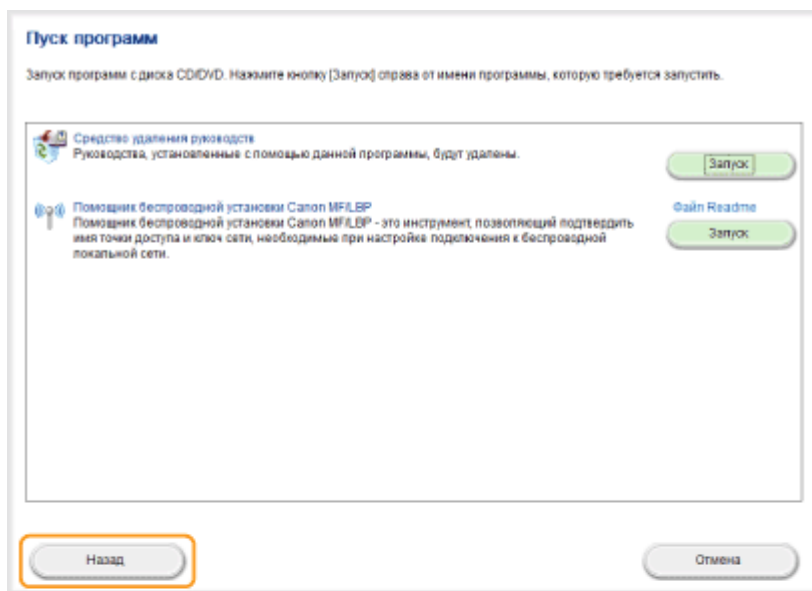 Пуск программ
Запуск программ с диска CD/DVD. Нажмите кнопку [Запуск] справа от имени программы, которую требуется запустить.
Средство удаления руководств
Руководства, установленные с помощью данной программы, будут удалены.
Запуск
Помощник беспроводной установки Canon MF/LBP
Файл Readme
Помощник беспроводной установки Canon MF/LBP - это инструмент, позволяющий подтвердить
имя точки доступа и ключ сети, необходимые при настройке подключения к беспроводной
локальной сети.
Запуск
Назад
Отмена